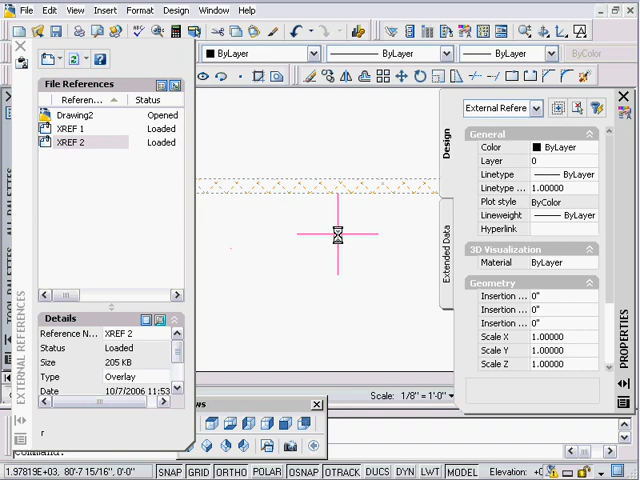 File Edit View Insert Format Design Window Help
ByLayer ByLayer ByLayer ByColor
File References
Referen... Status
Drawing2 Opened
XREF 1 Loaded
XREF 2 Loaded
Details
Reference N... XREF 2
Status Loaded
Size 205 KB
Type Overlay
Date 10/7/2006 11:53
r
EXTERNAL REFERENCES
TOOL PALETTES
Design
Extended Data
External Refere
General
Color ByLayer
Layer 0
Linetype ByLayer
Linetype ... 1.00000
Plot style ByColor
Lineweight ByLayer
Hyperlink
3D Visualization
Material ByLayer
Geometry
Insertion ... 0"
Insertion ... 0"
Insertion ... 0"
Scale X 1.00000
Scale Y 1.00000
Scale Z 1.00000
PROPERTIES
Scale: 1/8" = 1'-0"
ws
Command:
1.97819E+03, 80'-7 15/16", 0'-0" SNAP GRID ORTHO POLAR OSNAP OTRACK DUCS DYN LWT MODEL Elevation: +0